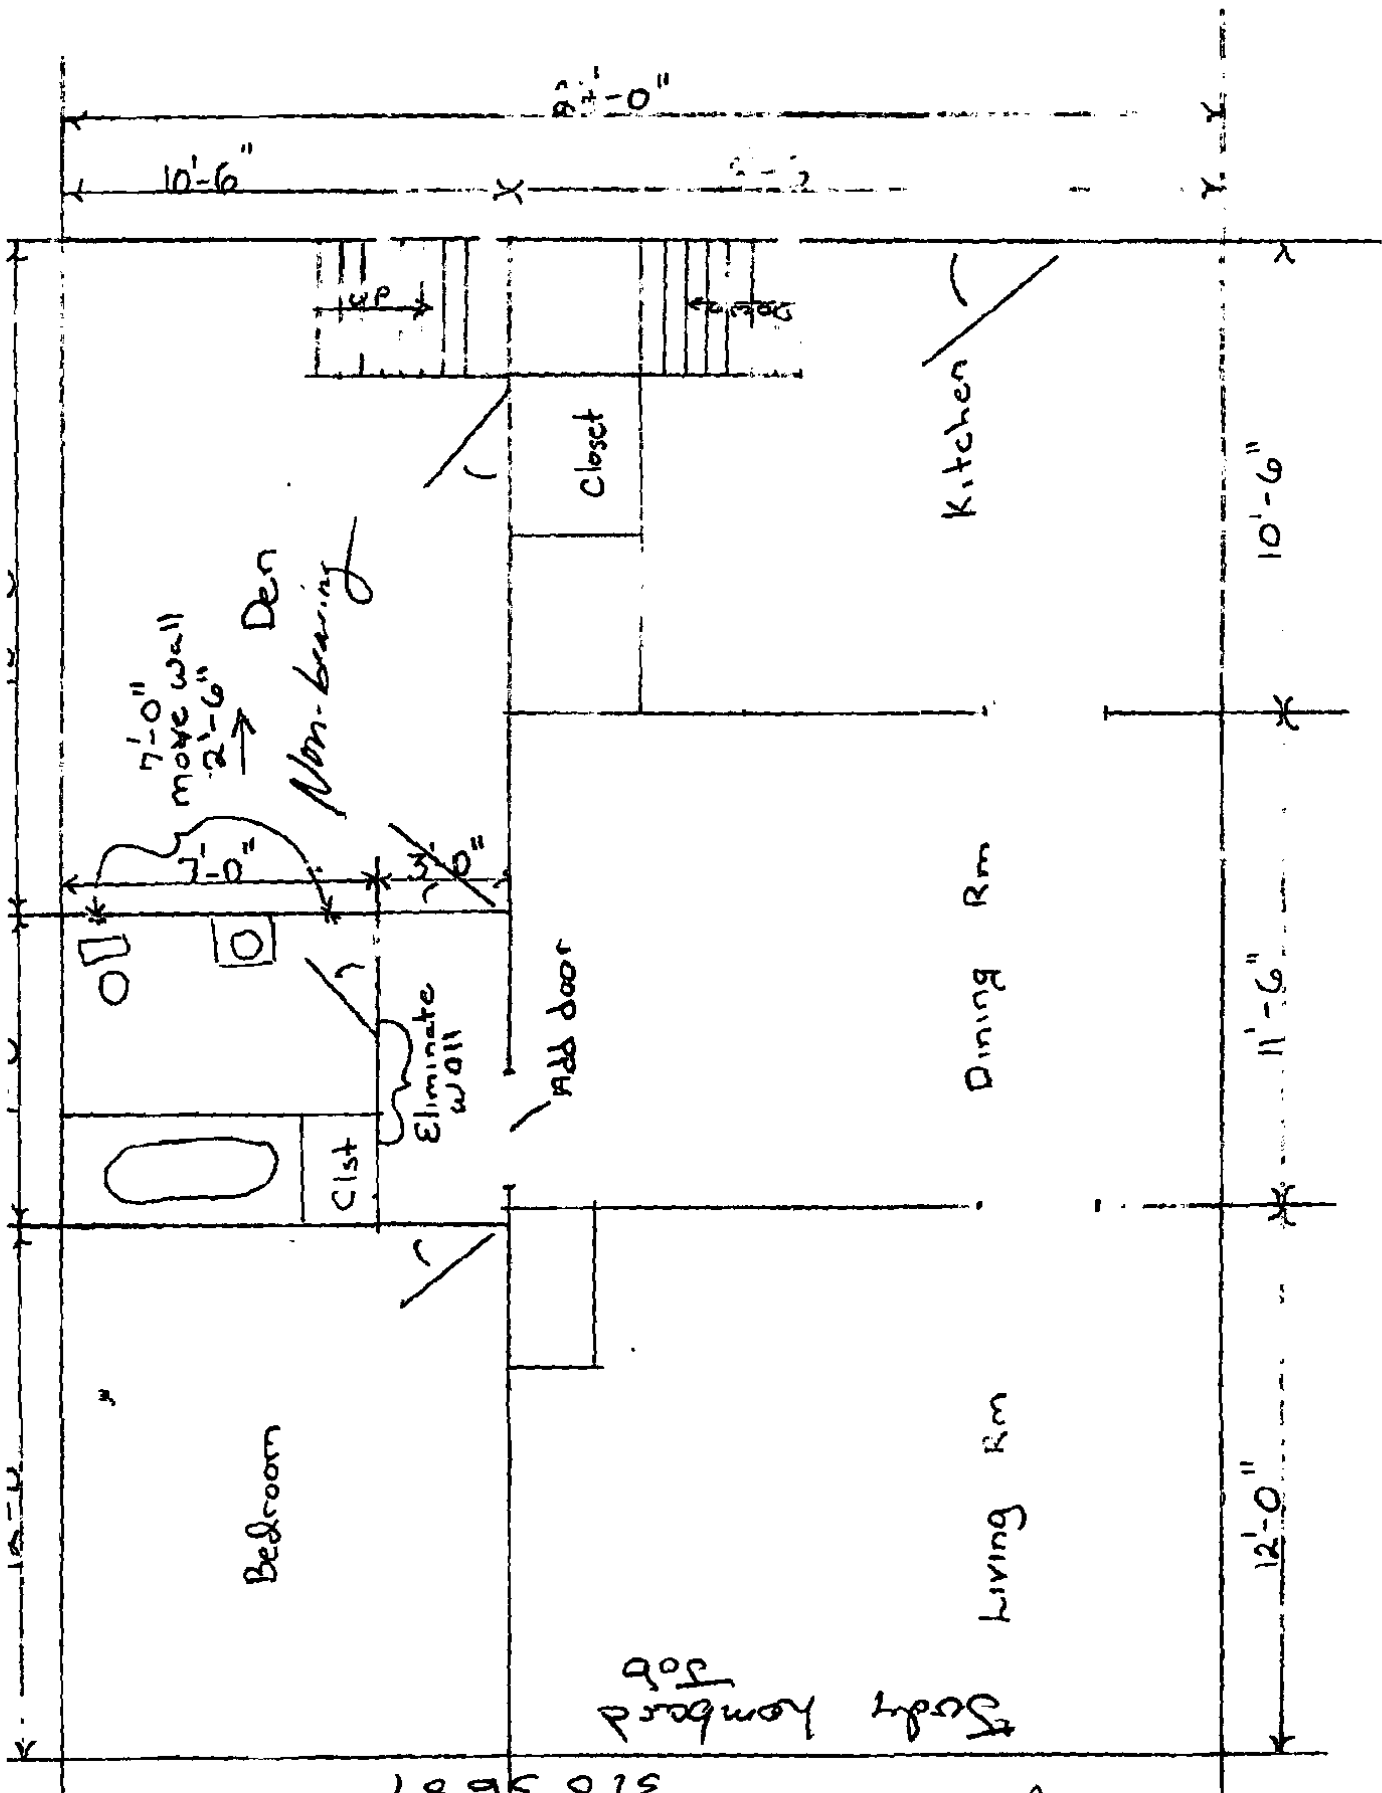 10'-6"
7'-0"
move wall
2'-6"
Den
Non-bearing
up
Down
Closet
Kitchen
10'-6"
7'-0"
3'-0"
Eliminate
wall
Add door
Clst
Dining Rm
11'-6"
Bedroom
Living Rm
12'-0"
Judy Lombard
Job